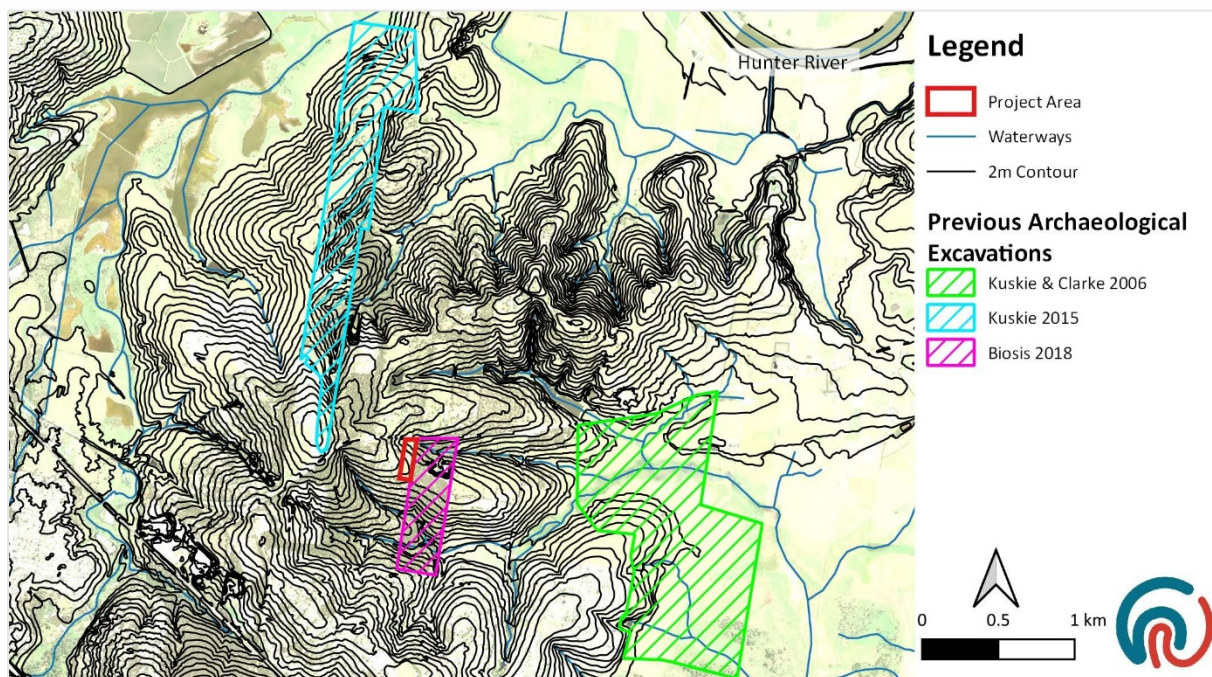 Hunter River
Legend
Project Area
Waterways
2m Contour
Previous Archaeological
Excavations
Kuskie & Clarke 2006
Kuskie 2015
Biosis 2018
0 0.5 1 km